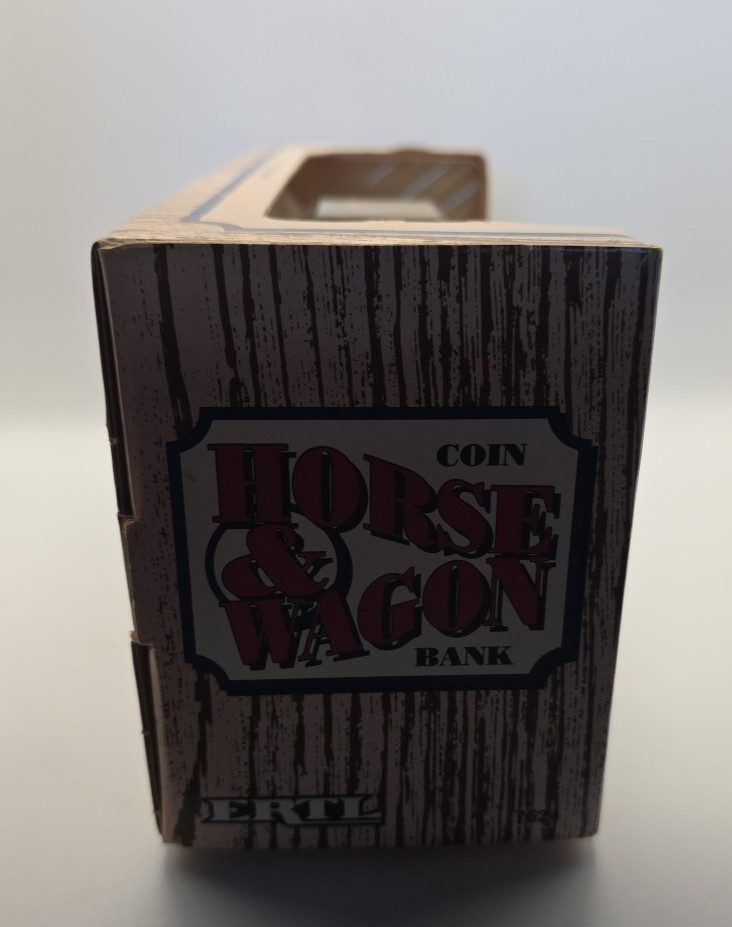 COIN
HORSE
&
WAGON
BANK
ERTL